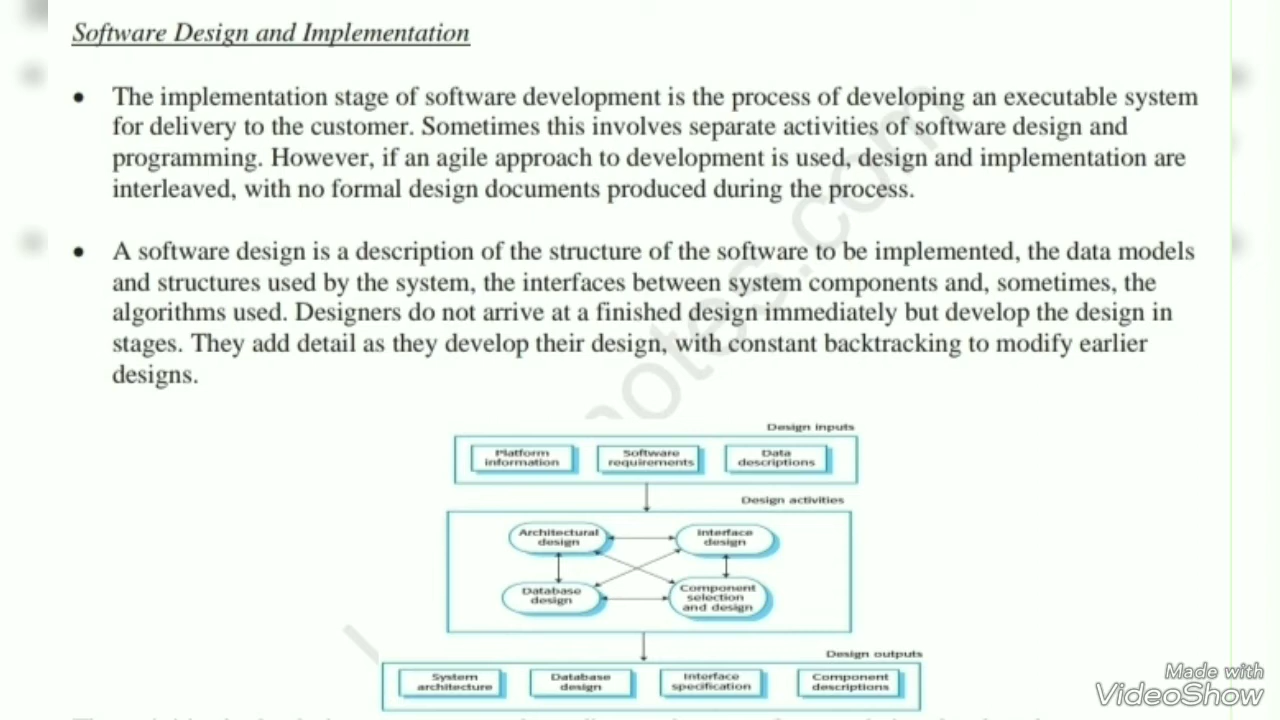 Software Design and Implementation
• The implementation stage of software development is the process of developing an executable system
for delivery to the customer. Sometimes this involves separate activities of software design and
programming. However, if an agile approach to development is used, design and implementation are
interleaved, with no formal design documents produced during the process.
• A software design is a description of the structure of the software to be implemented, the data models
and structures used by the system, the interfaces between system components and, sometimes, the
algorithms used. Designers do not arrive at a finished design immediately but develop the design in
stages. They add detail as they develop their design, with constant backtracking to modify earlier
designs.
Design inputs
Platform
information
Software
requirements
Data
descriptions
Design activities
Architectural
design
Interface
design
Database
design
Component
selection
and design
Design outputs
System
architecture
Database
design
Interface
specification
Component
descriptions
Made with
VideoShow